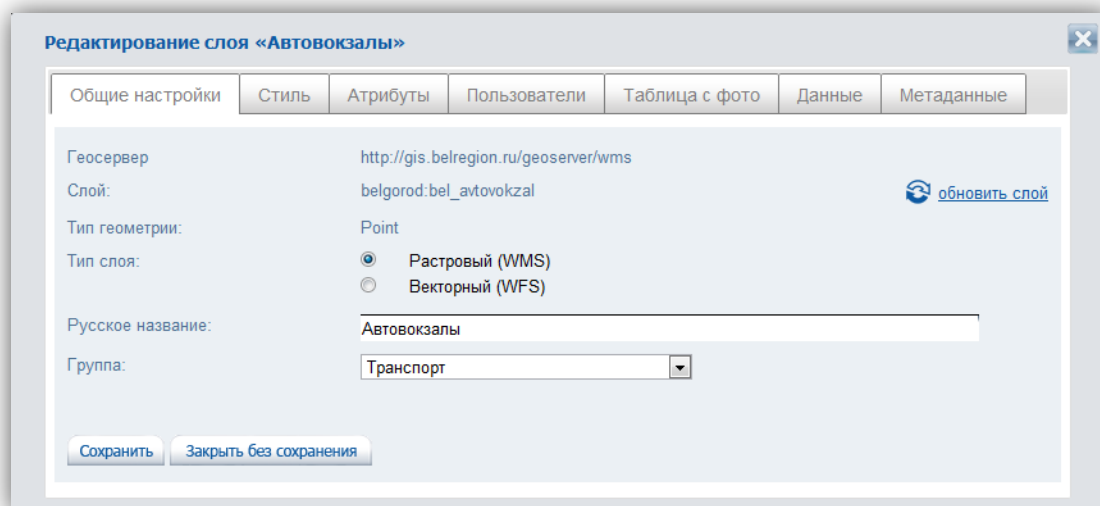 Редактирование слоя «Автовокзалы»
Общие настройки Стиль Атрибуты Пользователи Таблица с фото Данные Метаданные
Геосервер http://gis.belregion.ru/geoserver/wms
Слой: belgorod:bel_avtovokzal обновить слой
Тип геометрии: Point
Тип слоя: Растровый (WMS)
Векторный (WFS)
Русское название: Автовокзалы
Группа: Транспорт
Сохранить Закрыть без сохранения